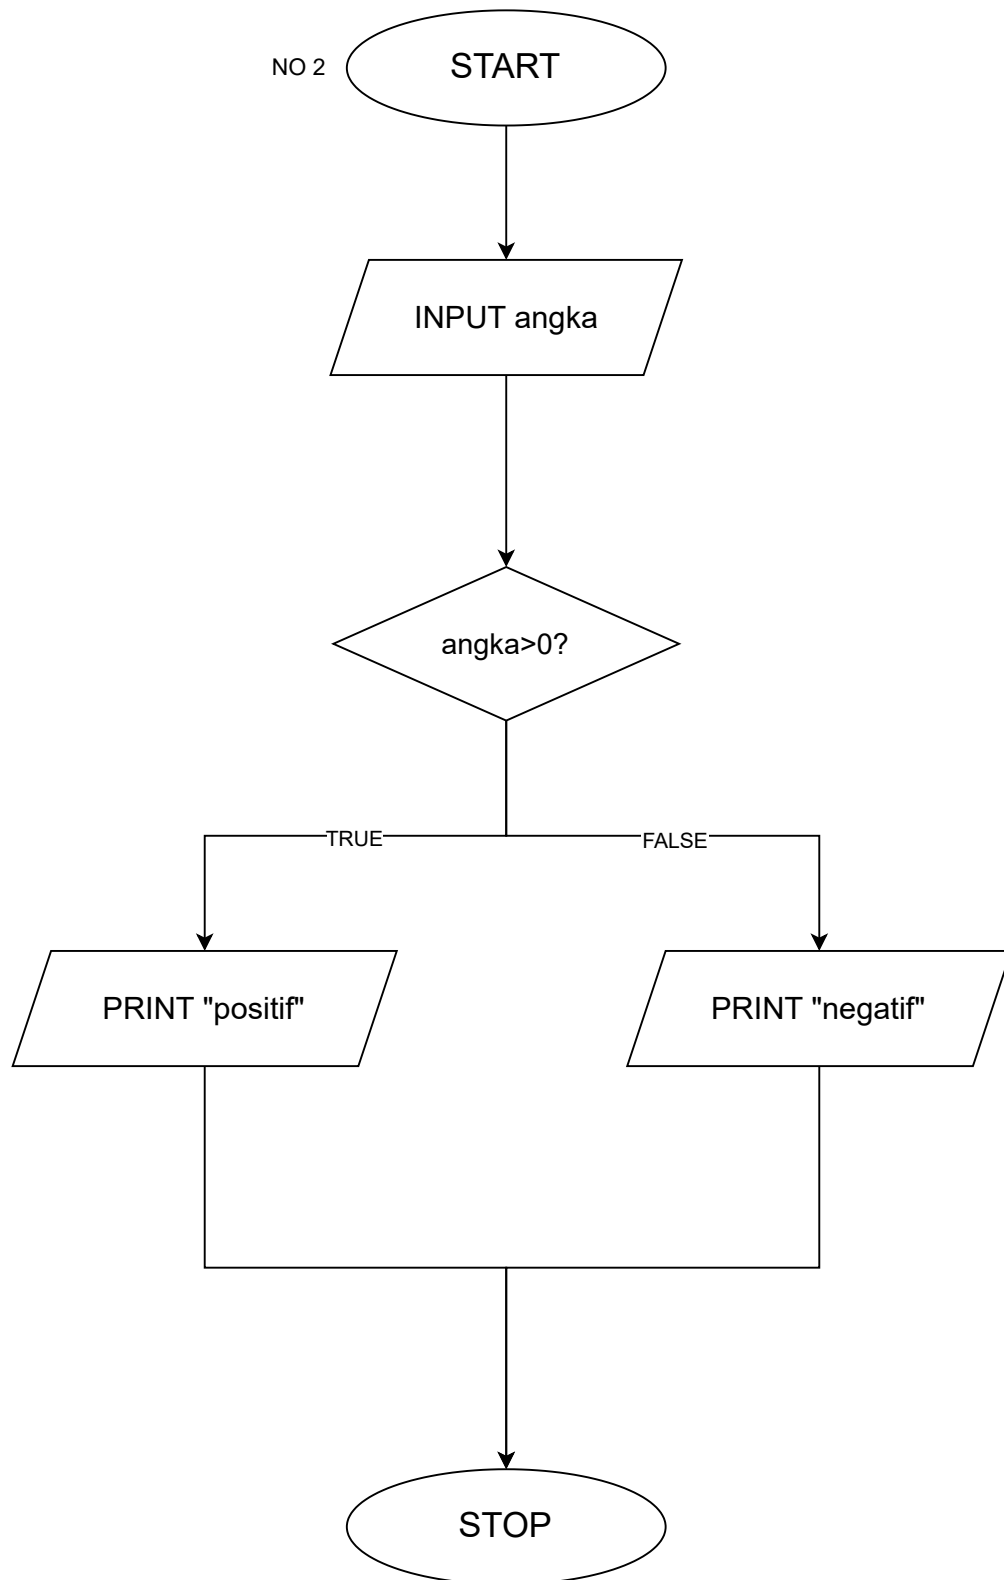 NO 2
START
INPUT angka
angka>0?
TRUE
FALSE
PRINT "positif"
PRINT "negatif"
STOP